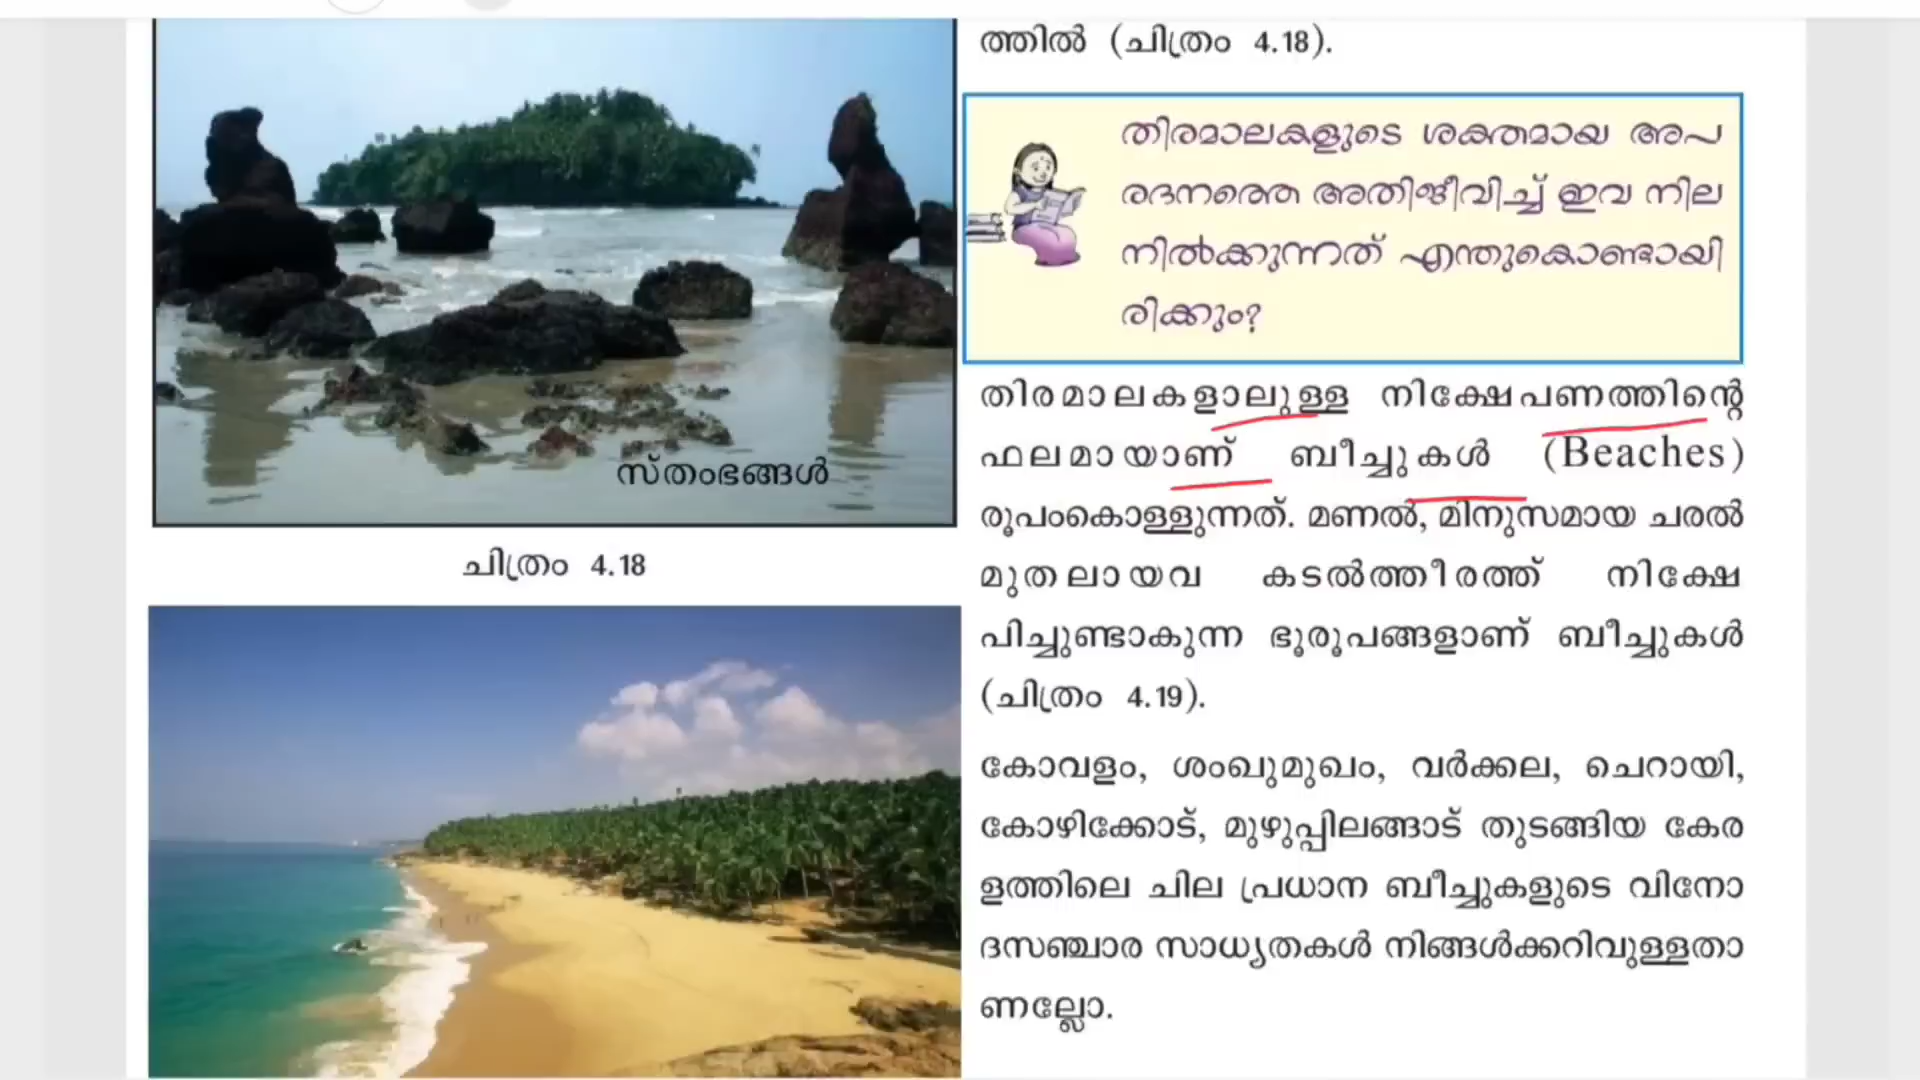 ത്തിൽ (ചിത്രം 4.18).
തിരമാലകളുടെ ശക്തമായ അപ
രദനത്തെ അതിജീവിച്ച് ഇവ നില
നിൽക്കുന്നത് എന്തുകൊണ്ടായി
രിക്കും?
സ്തംഭങ്ങൾ
ചിത്രം 4.18
തിരമാലകളാലുള്ള നിക്ഷേപണത്തിന്റെ
ഫലമായാണ് ബീച്ചുകൾ (Beaches)
രൂപംകൊള്ളുന്നത്. മണൽ, മിനുസമായ ചരൽ
മുതലായവ കടൽത്തീരത്ത് നിക്ഷേ
പിച്ചുണ്ടാകുന്ന ഭൂരൂപങ്ങളാണ് ബീച്ചുകൾ
(ചിത്രം 4.19).
കോവളം, ശംഖുമുഖം, വർക്കല, ചെറായി,
കോഴിക്കോട്, മുഴുപ്പിലങ്ങാട് തുടങ്ങിയ കേര
ളത്തിലെ ചില പ്രധാന ബീച്ചുകളുടെ വിനോ
ദസഞ്ചാര സാധ്യതകൾ നിങ്ങൾക്കറിവുള്ളതാ
ണല്ലോ.